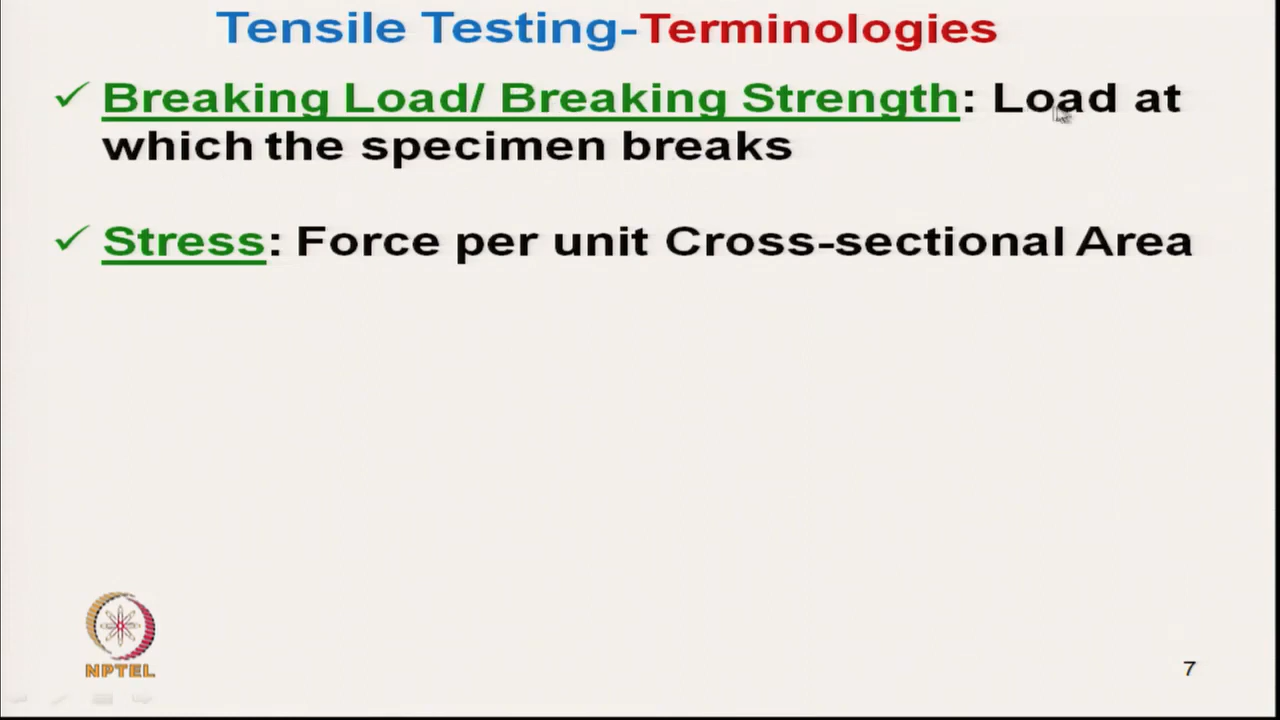 Tensile Testing-Terminologies
✓ Breaking Load/ Breaking Strength: Load at
which the specimen breaks
✓ Stress: Force per unit Cross-sectional Area
NPTEL
7